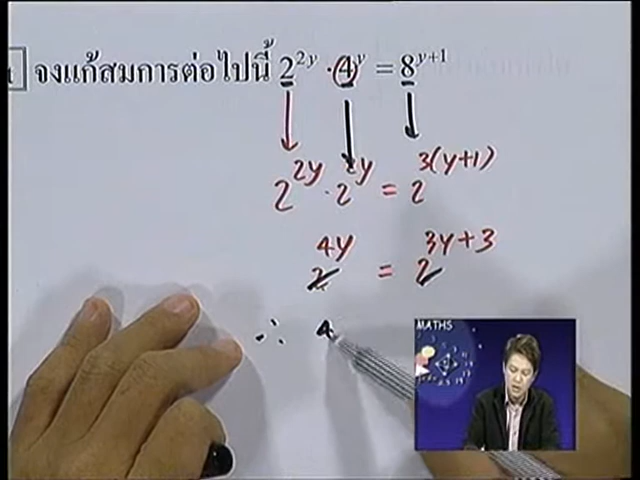 จงแก้สมการต่อไปนี้ 2^{2y} · 4^{y} = 8^{y+1}
2^{2y} · 2^{2y} = 2^{3(y+1)}
2^{4y} = 2^{3y+3}
∴ 4
MATHS